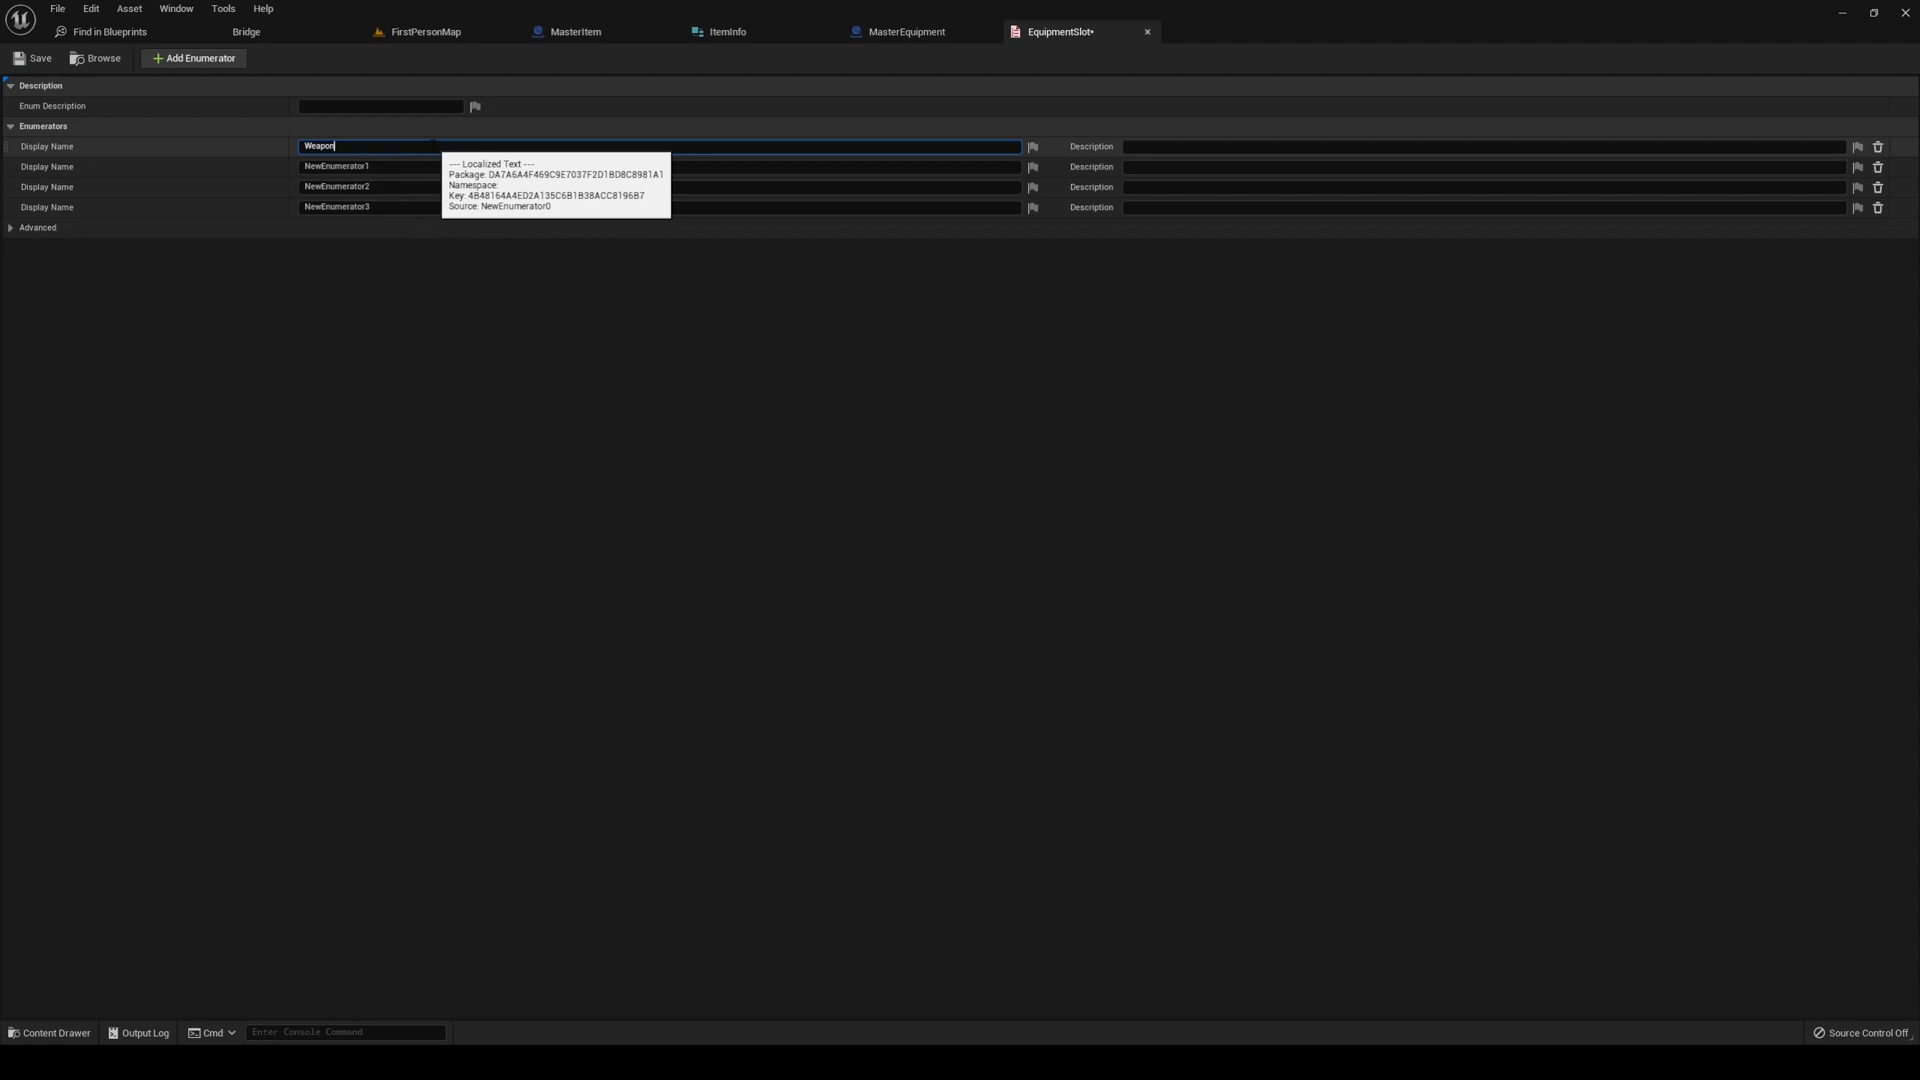 File Edit Asset Window Tools Help
Find in Blueprints Bridge FirstPersonMap MasterItem ItemInfo MasterEquipment EquipmentSlot•
Save Browse Add Enumerator
Description
Enum Description
Enumerators
Display Name Weapon Description
Display Name NewEnumerator1 Description
Display Name NewEnumerator2 Description
Display Name NewEnumerator3 Description
--- Localized Text ---
Package: DA7A6A4F469C9E7037F2D1BD8C8981A1
Namespace:
Key: 4B48164A4ED2A135C6B1B38ACC8196B7
Source: NewEnumerator0
Advanced
Content Drawer Output Log Cmd Enter Console Command Source Control Off